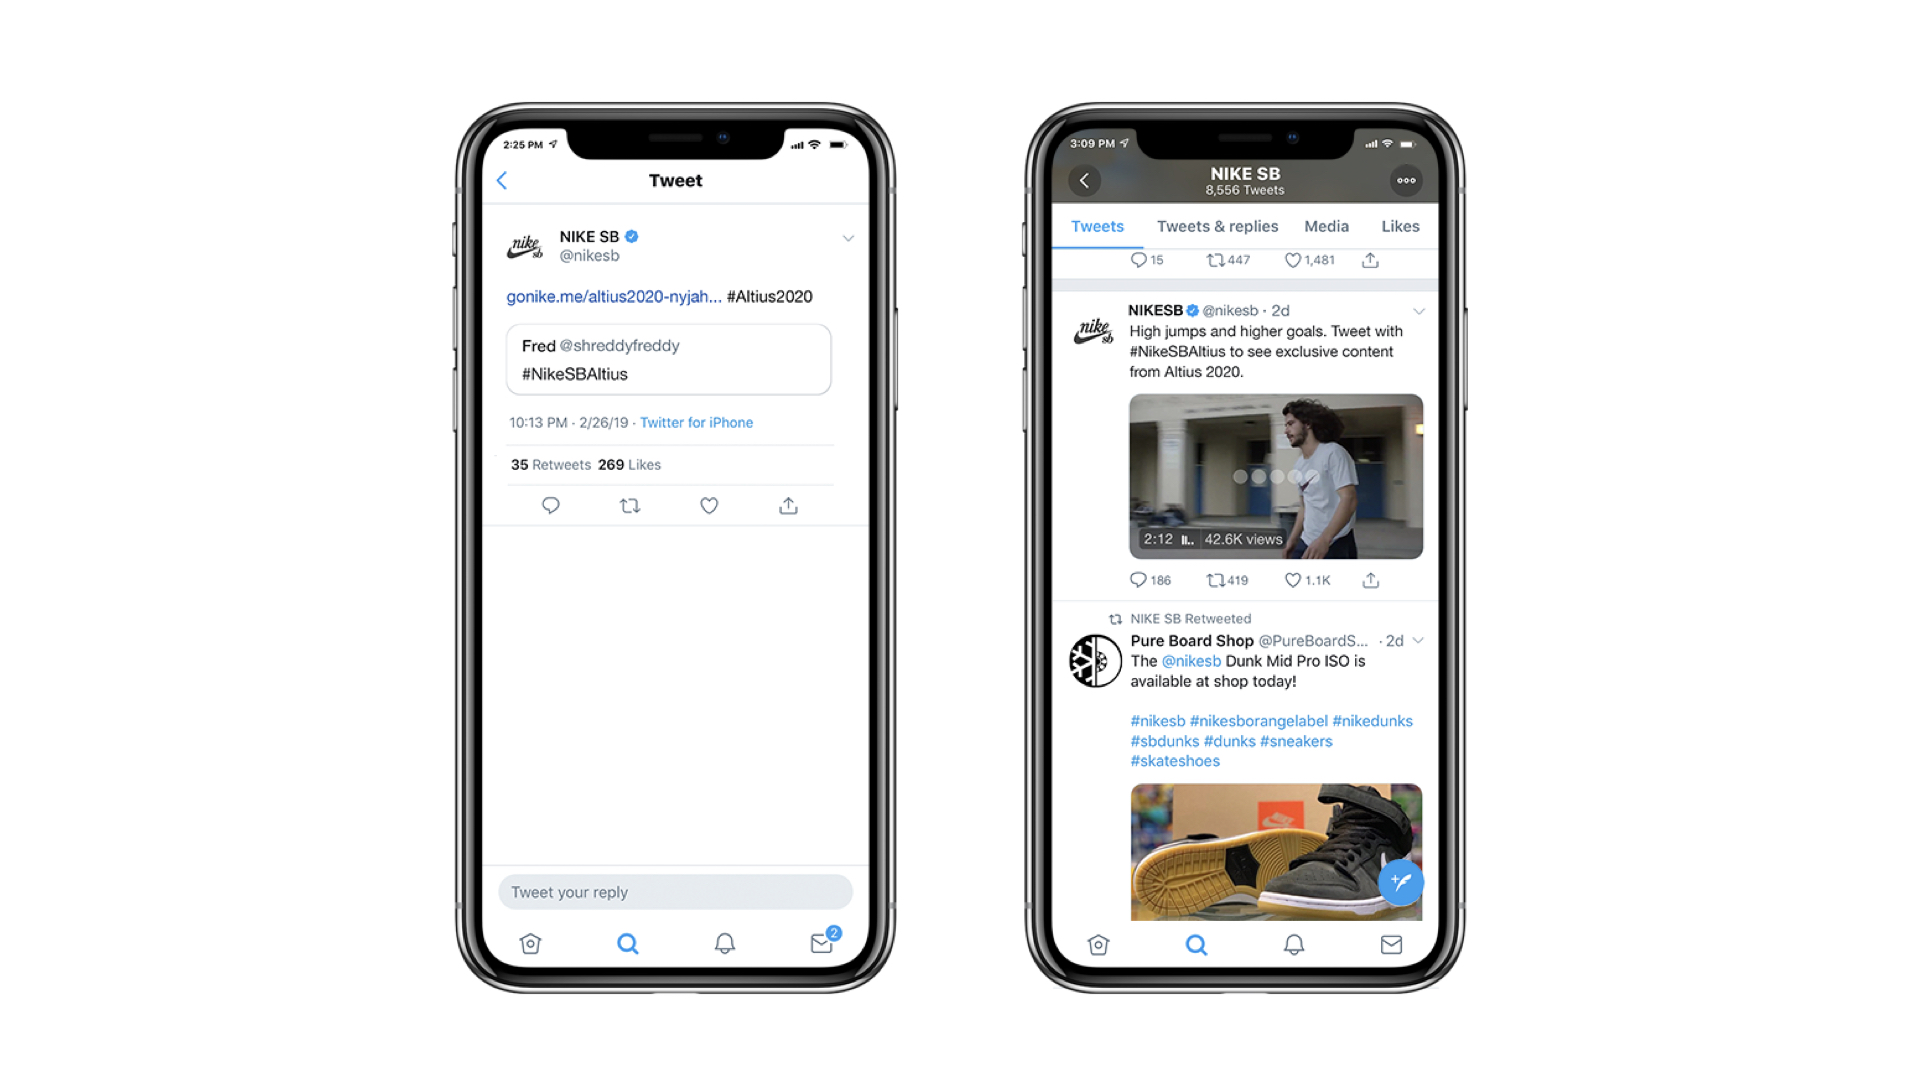 2:25 PM
Tweet
nike
sb
NIKE SB
@nikesb
gonike.me/altius2020-nyjah... #Altius2020
Fred @shreddyfreddy
#NikeSBAltius
10:13 PM · 2/26/19 · Twitter for iPhone
35 Retweets 269 Likes
Tweet your reply
2
3:09 PM
NIKE SB
8,556 Tweets
Tweets Tweets & replies Media Likes
15 447 1,481
nike
sb
NIKESB @nikesb · 2d
High jumps and higher goals. Tweet with
#NikeSBAltius to see exclusive content
from Altius 2020.
2:12 42.6K views
186 419 1.1K
NIKE SB Retweeted
Pure Board Shop @PureBoardS... · 2d
The @nikesb Dunk Mid Pro ISO is
available at shop today!
#nikesb #nikesborangelabel #nikedunks
#sbdunks #dunks #sneakers
#skateshoes